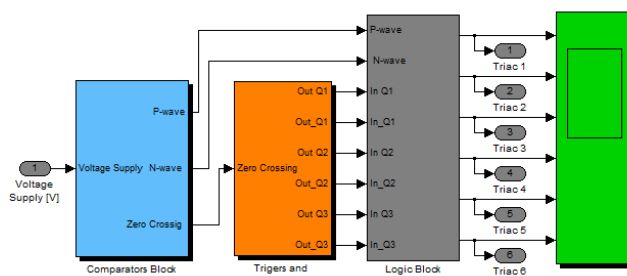 1
Voltage
Supply [V]
Voltage Supply
P-wave
N-wave
Zero Crossig
Comparators Block
Zero Crossing
Out Q1
Out_Q1
Out Q2
Out_Q2
Out Q3
Out_Q3
Trigers and
P-wave
N-wave
In Q1
In_Q1
In Q2
In_Q2
In Q3
In_Q3
Logic Block
1
Triac 1
2
Triac 2
3
Triac 3
4
Triac 4
5
Triac 5
6
Triac 6